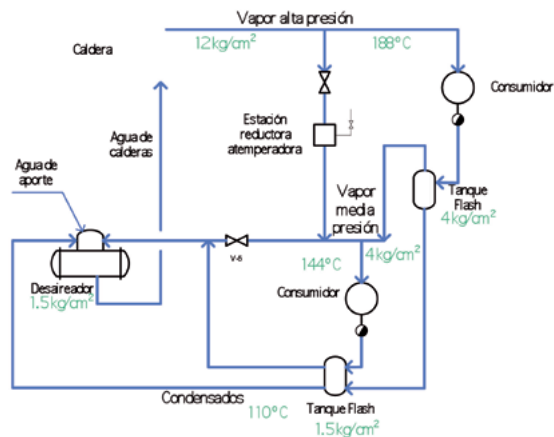 Vapor alta presión
12kg/cm²
188°C
Caldera
Consumidor
Estación
reductora
atemperadora
Agua de
calderas
Agua de
aporte
Vapor
media
presión
Tanque
Flash
4kg/cm²
V-6
144°C
4kg/cm²
Desaireador
1.5kg/cm²
Consumidor
Condensados
110°C
Tanque Flash
1.5kg/cm²